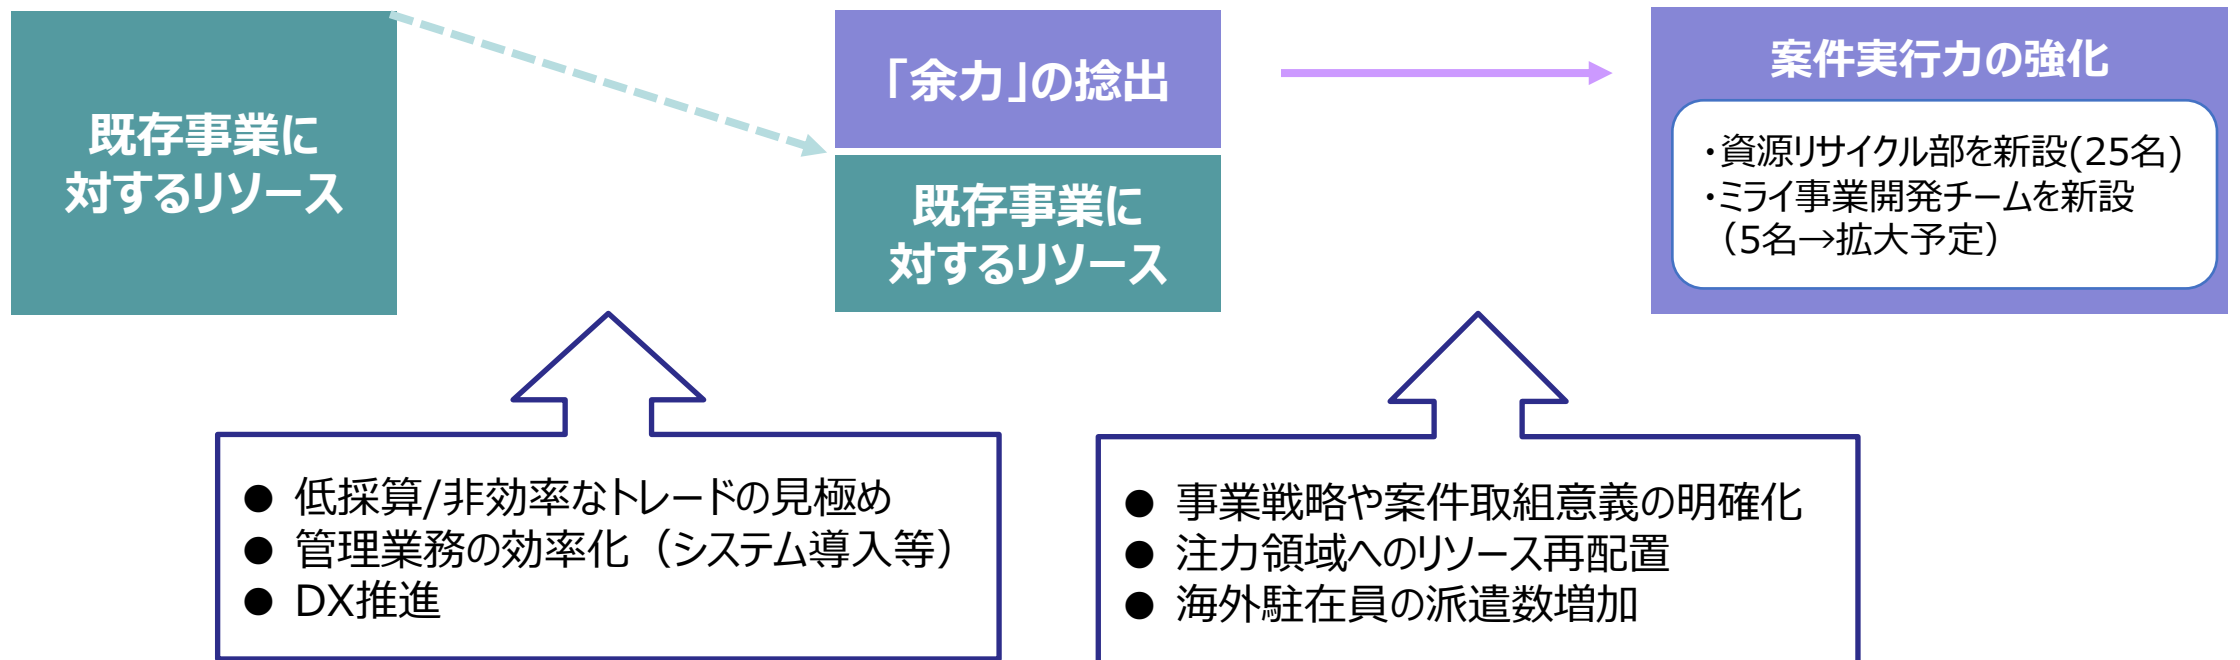 既存事業に
対するリソース
「余力」の捻出
既存事業に
対するリソース
案件実行力の強化
・資源リサイクル部を新設(25名)
・ミライ事業開発チームを新設
（5名→拡大予定）
● 低採算/非効率なトレードの見極め
● 管理業務の効率化（システム導入等）
● DX推進
● 事業戦略や案件取組意義の明確化
● 注力領域へのリソース再配置
● 海外駐在員の派遣数増加